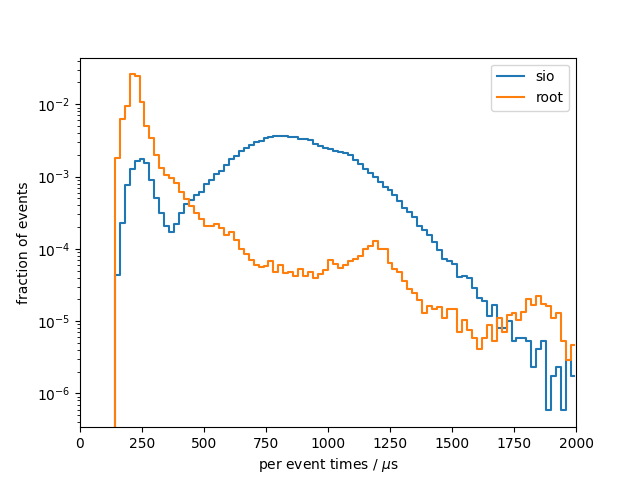 sio
root
fraction of events
10⁻²
10⁻³
10⁻⁴
10⁻⁵
10⁻⁶
0 250 500 750 1000 1250 1500 1750 2000
per event times / μs